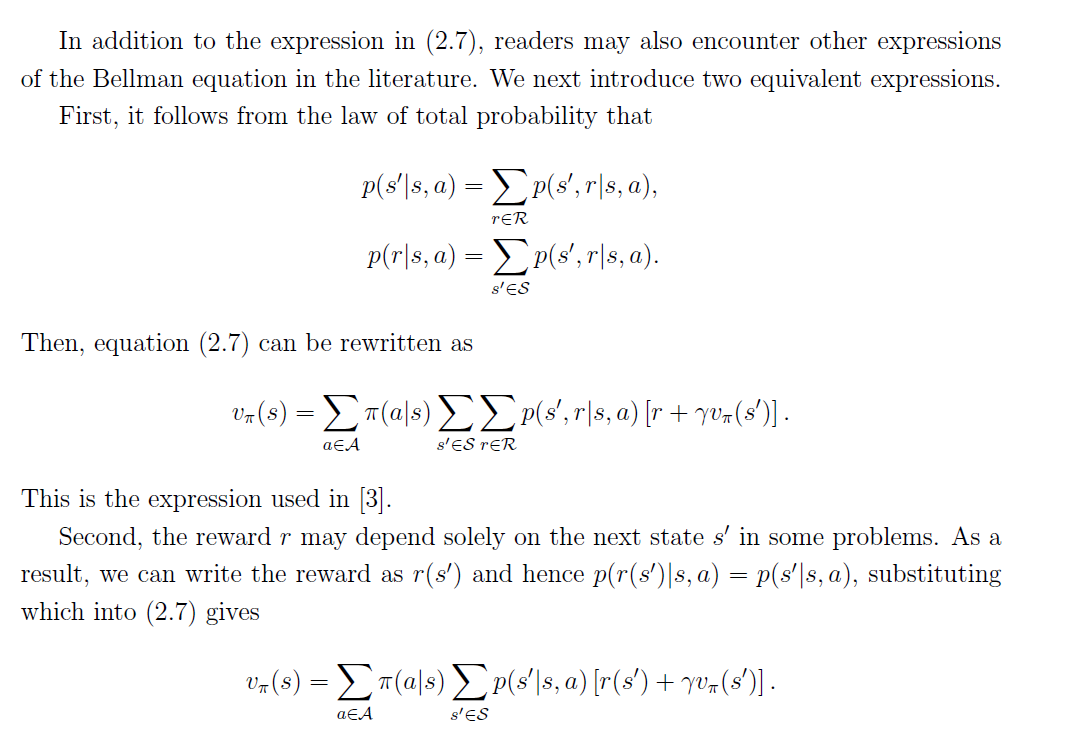 In addition to the expression in (2.7), readers may also encounter other expressions
of the Bellman equation in the literature. We next introduce two equivalent expressions.
First, it follows from the law of total probability that
p(s′|s, a) = ∑_{r∈ℛ} p(s′, r|s, a),
p(r|s, a) = ∑_{s′∈𝒮} p(s′, r|s, a).
Then, equation (2.7) can be rewritten as
v_π(s) = ∑_{a∈𝒜} π(a|s) ∑_{s′∈𝒮} ∑_{r∈ℛ} p(s′, r|s, a) [r + γv_π(s′)] .
This is the expression used in [3].
Second, the reward r may depend solely on the next state s′ in some problems. As a
result, we can write the reward as r(s′) and hence p(r(s′)|s, a) = p(s′|s, a), substituting
which into (2.7) gives
v_π(s) = ∑_{a∈𝒜} π(a|s) ∑_{s′∈𝒮} p(s′|s, a) [r(s′) + γv_π(s′)] .